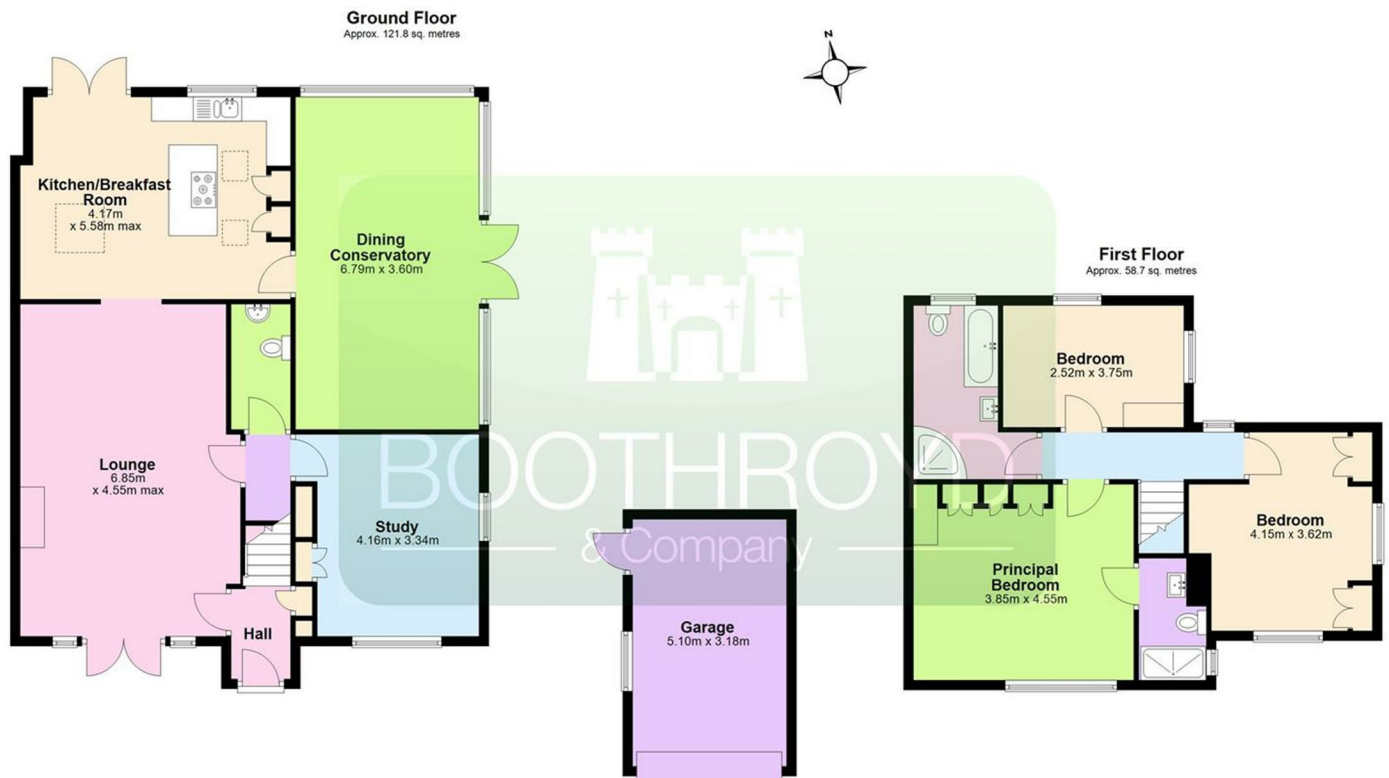 Ground Floor
Approx. 121.8 sq. metres
N
Kitchen/Breakfast
Room
4.17m
x 5.58m max
Dining
Conservatory
6.79m x 3.60m
Lounge
6.85m
x 4.55m max
Study
4.16m x 3.34m
Hall
Garage
5.10m x 3.18m
BOOTHROYD
& Company
First Floor
Approx. 58.7 sq. metres
Bedroom
2.52m x 3.75m
Bedroom
4.15m x 3.62m
Principal
Bedroom
3.85m x 4.55m